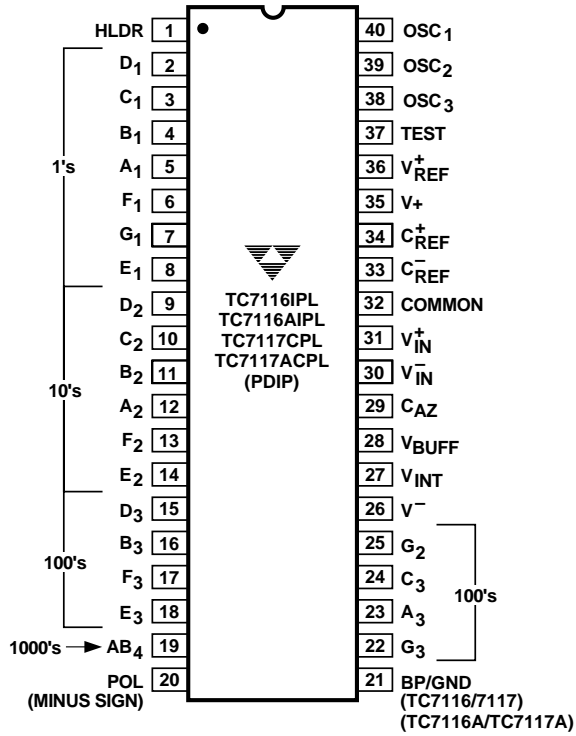 HLDR 1 40 OSC1
D1 2 39 OSC2
C1 3 38 OSC3
B1 4 37 TEST
1's A1 5 36 V+REF
F1 6 35 V+
G1 7 34 C+REF
E1 8 33 C−REF
D2 9 32 COMMON
C2 10 31 V+IN
B2 11 30 V−IN
10's A2 12 29 CAZ
F2 13 28 VBUFF
E2 14 27 VINT
D3 15 26 V−
100's B3 16 25 G2
F3 17 24 C3 100's
E3 18 23 A3
1000's AB4 19 22 G3
POL 20 21 BP/GND
(MINUS SIGN) (TC7116/7117)
(TC7116A/TC7117A)
TC7116IPL
TC7116AIPL
TC7117CPL
TC7117ACPL
(PDIP)